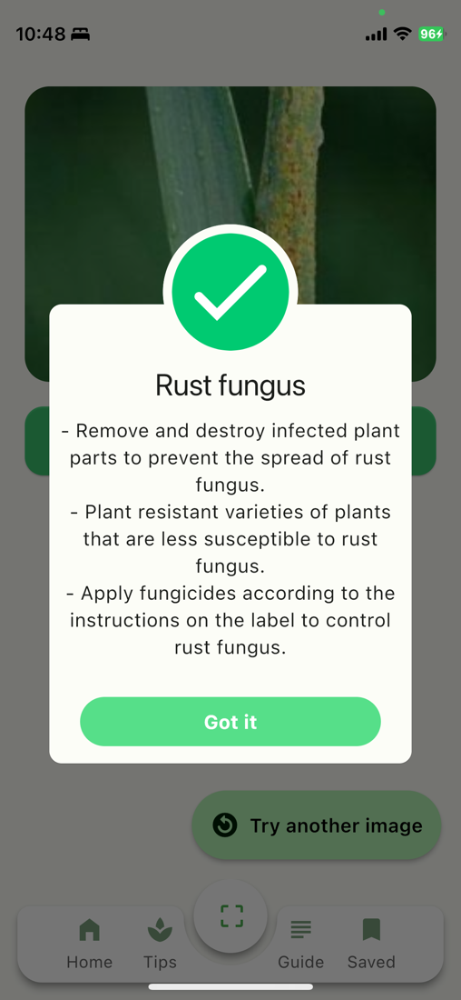 10:48
96
Rust fungus
- Remove and destroy infected plant
parts to prevent the spread of rust
fungus.
- Plant resistant varieties of plants
that are less susceptible to rust
fungus.
- Apply fungicides according to the
instructions on the label to control
rust fungus.
Got it
Try another image
Home Tips Guide Saved